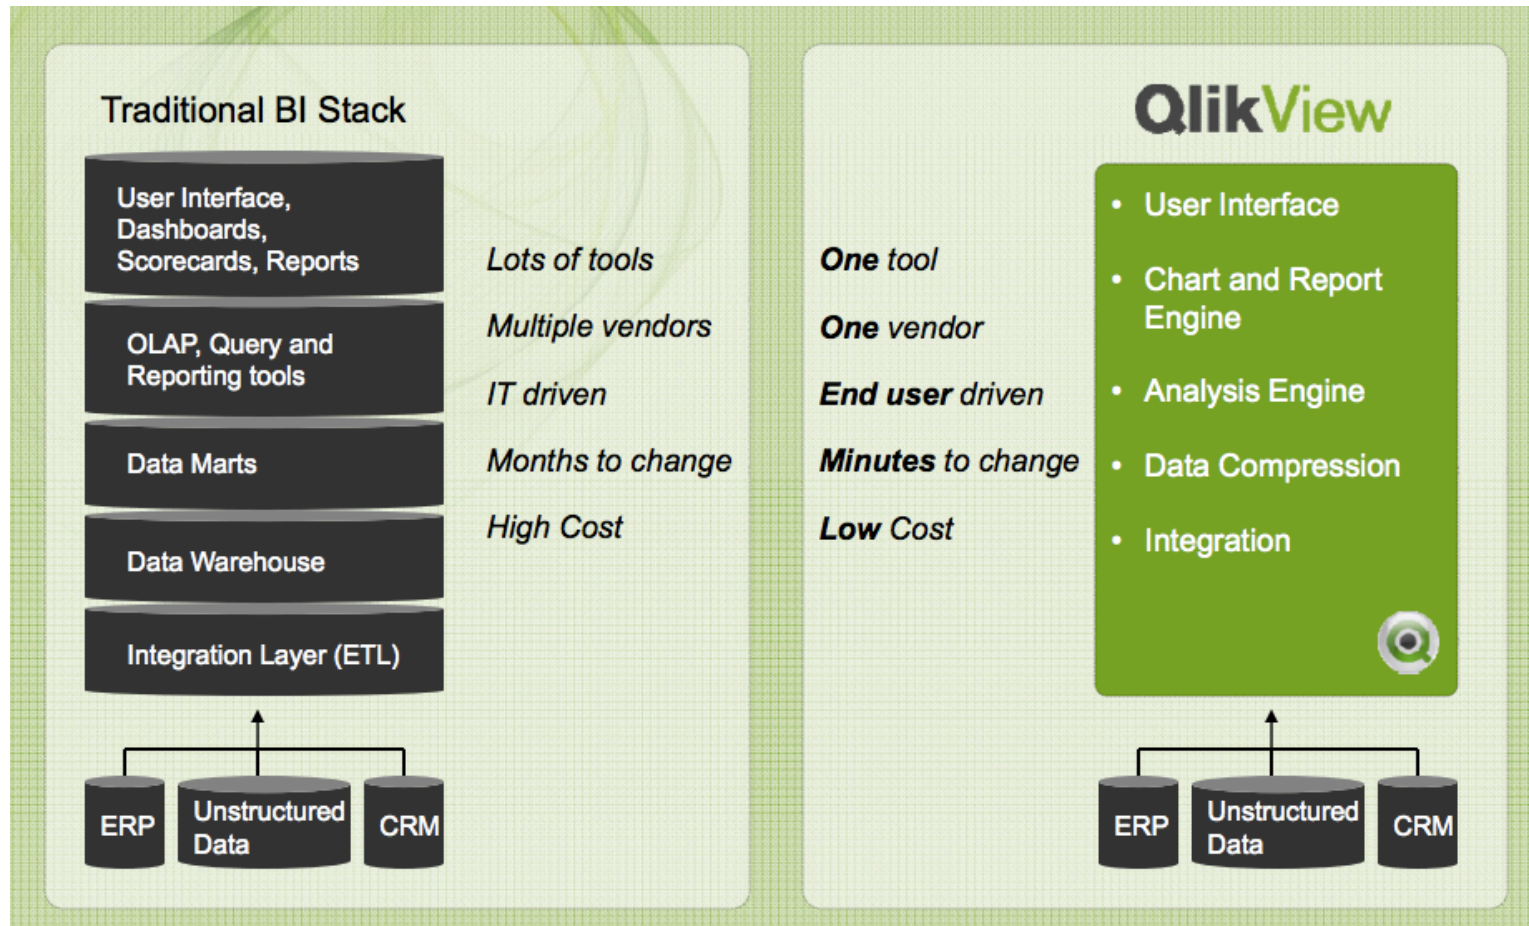 Traditional BI Stack
User Interface,
Dashboards,
Scorecards, Reports
OLAP, Query and
Reporting tools
Data Marts
Data Warehouse
Integration Layer (ETL)
ERP
Unstructured
Data
CRM
Lots of tools
Multiple vendors
IT driven
Months to change
High Cost
QlikView
One tool
One vendor
End user driven
Minutes to change
Low Cost
• User Interface
• Chart and Report
Engine
• Analysis Engine
• Data Compression
• Integration
ERP
Unstructured
Data
CRM